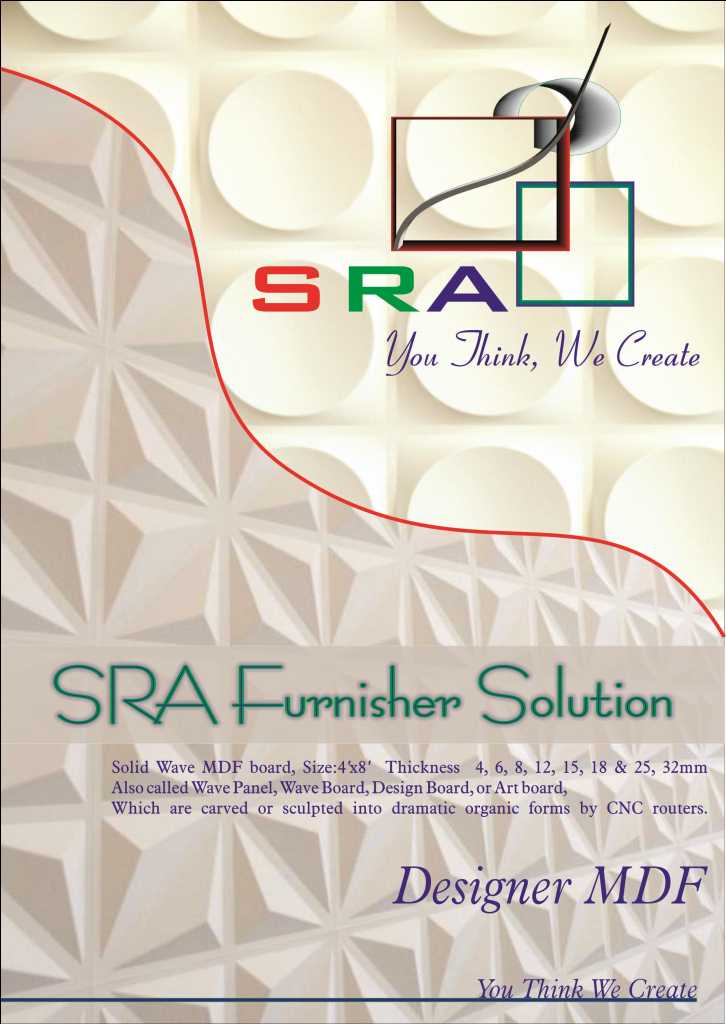 SRA
You Think, We Create
SRA Furnisher Solution
Solid Wave MDF board, Size:4'x8' Thickness 4, 6, 8, 12, 15, 18 & 25, 32mm
Also called Wave Panel, Wave Board, Design Board, or Art board,
Which are carved or sculpted into dramatic organic forms by CNC routers.
Designer MDF
You Think We Create